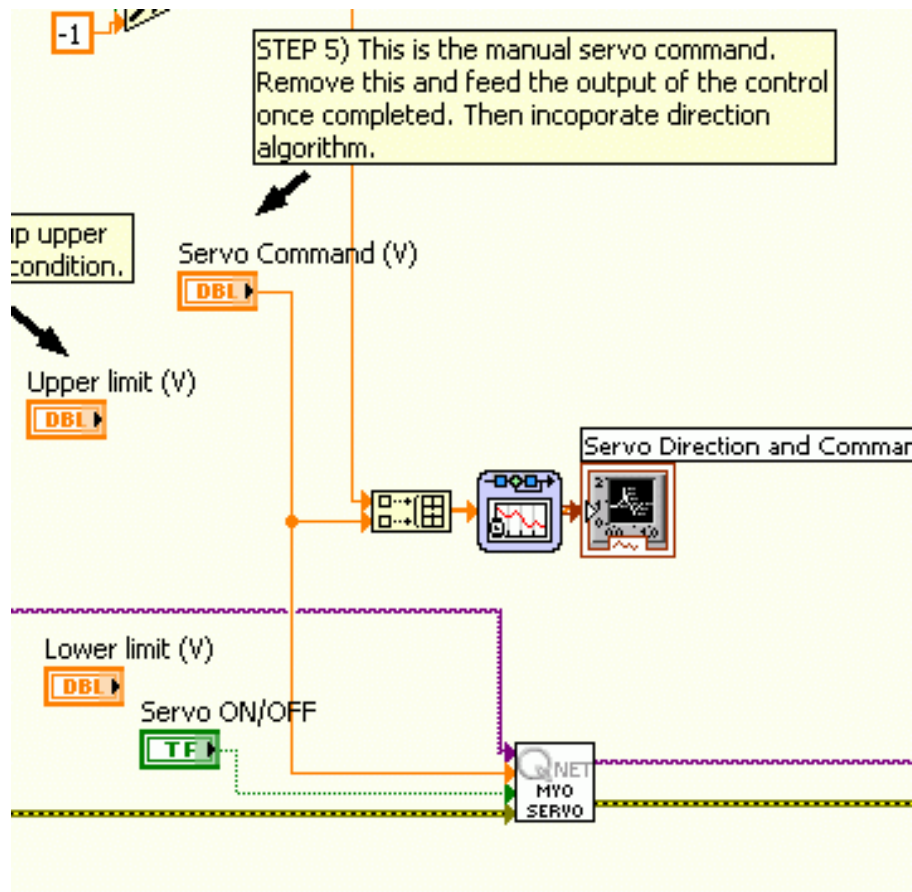 -1
STEP 5) This is the manual servo command.
Remove this and feed the output of the control
once completed. Then incoporate direction
algorithm.
up upper
condition.
Servo Command (V)
DBL
Upper limit (V)
DBL
Servo Direction and Comman
Lower limit (V)
DBL
Servo ON/OFF
TF
QNET
MYO
SERVO